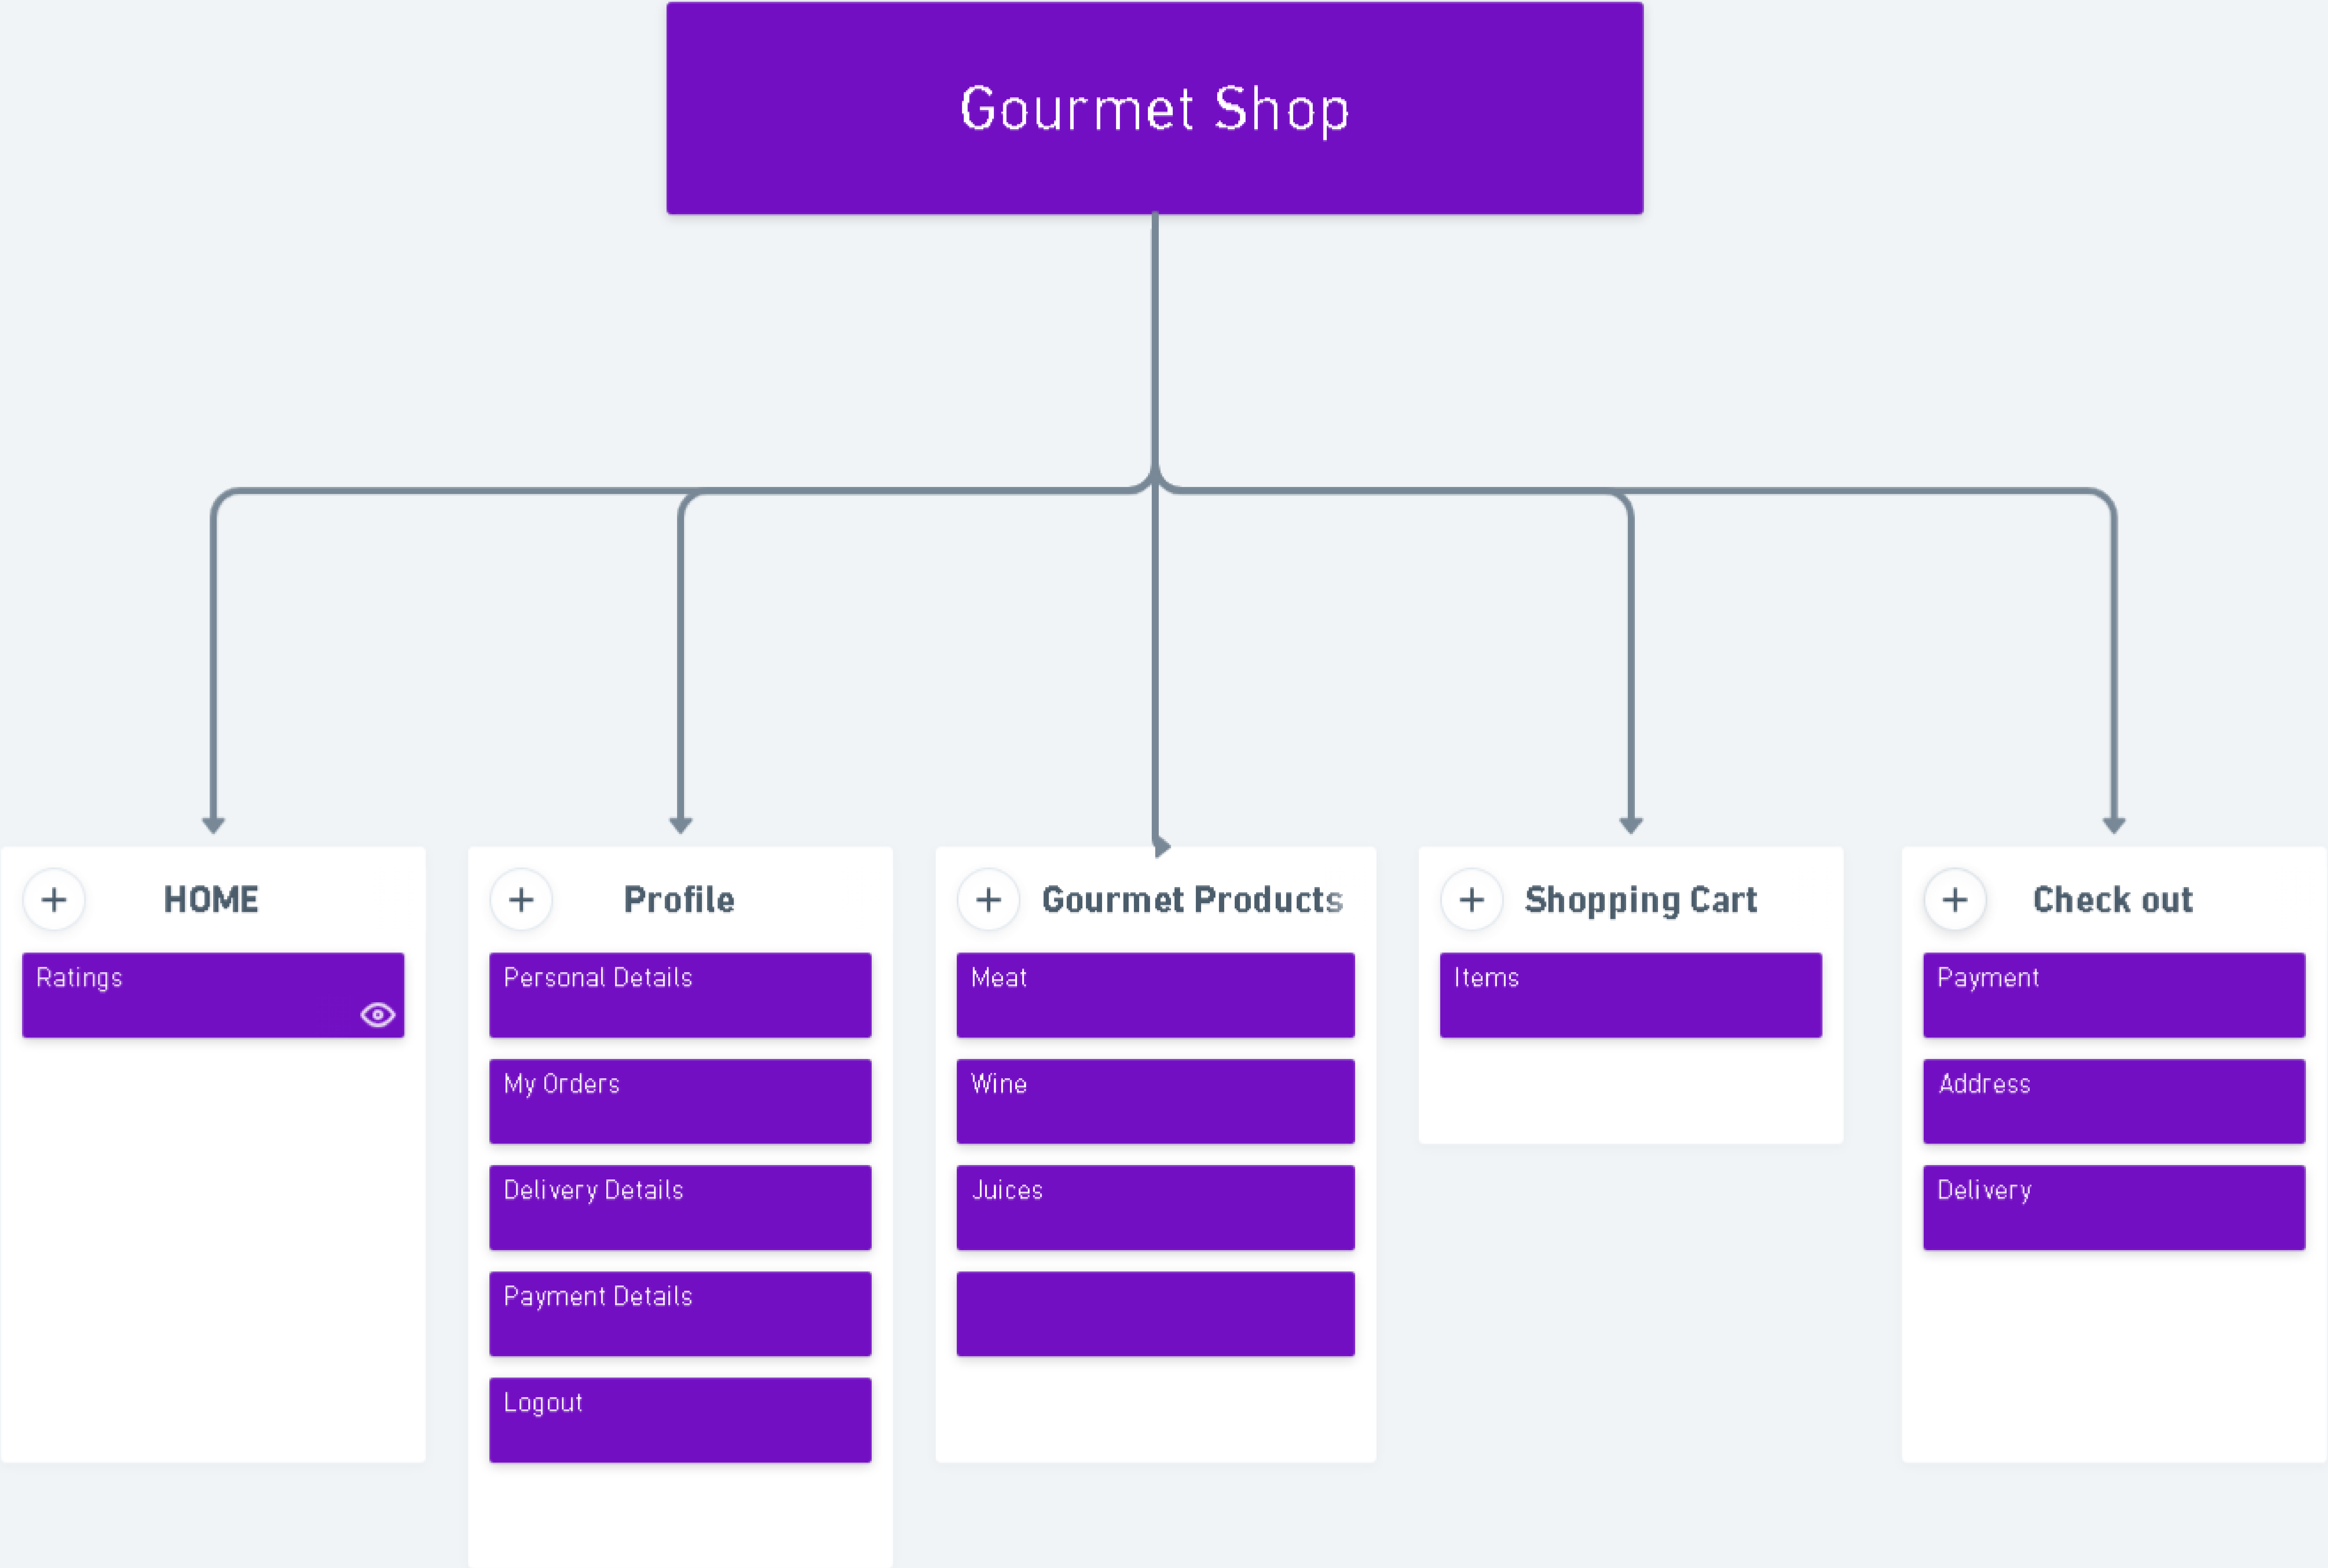 Gourmet Shop
HOME
Ratings
Profile
Personal Details
My Orders
Delivery Details
Payment Details
Logout
Gourmet Products
Meat
Wine
Juices
Shopping Cart
Items
Check out
Payment
Address
Delivery